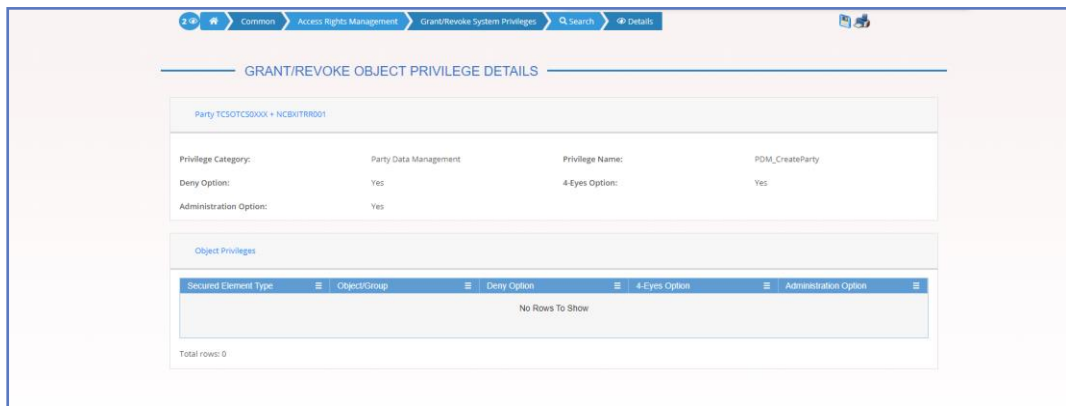 2 Common Access Rights Management Grant/Revoke System Privileges Search Details
GRANT/REVOKE OBJECT PRIVILEGE DETAILS
Party TCSOTCS0XXX + NCBXITRR001
Privilege Category: Party Data Management Privilege Name: PDM_CreateParty
Deny Option: Yes 4-Eyes Option: Yes
Administration Option: Yes
Object Privileges
Secured Element Type Object/Group Deny Option 4-Eyes Option Administration Option
No Rows To Show
Total rows: 0